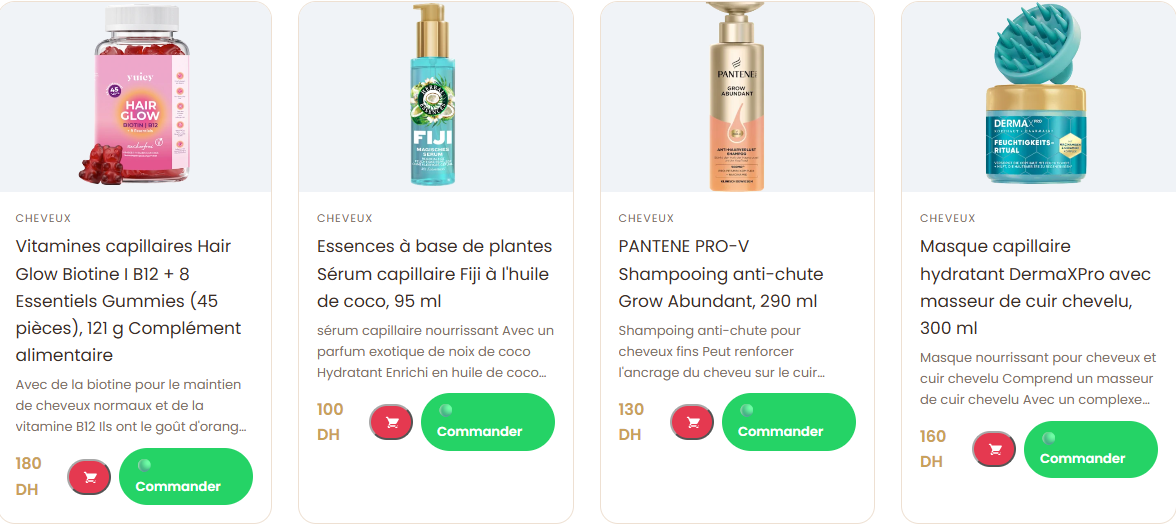 yuicy
45
HAIR
GLOW
BIOTIN | B12
CHEVEUX
Vitamines capillaires Hair
Glow Biotine I B12 + 8
Essentiels Gummies (45
pièces), 121 g Complément
alimentaire
Avec de la biotine pour le maintien
de cheveux normaux et de la
vitamine B12 Ils ont le goût d'orang...
180
DH
Commander
FIJI
MAGISCHES
SERUM
CHEVEUX
Essences à base de plantes
Sérum capillaire Fiji à l'huile
de coco, 95 ml
sérum capillaire nourrissant Avec un
parfum exotique de noix de coco
Hydratant Enrichi en huile de coco...
100
DH
Commander
PANTENE
GROW
ABUNDANT
ANTI-HAARVERLUST
SHAMPOO
CHEVEUX
PANTENE PRO-V
Shampooing anti-chute
Grow Abundant, 290 ml
Shampoing anti-chute pour
cheveux fins Peut renforcer
l'ancrage du cheveu sur le cuir...
130
DH
Commander
DERMAXPRO
FEUCHTIGKEITS-
RITUAL
CHEVEUX
Masque capillaire
hydratant DermaXPro avec
masseur de cuir chevelu,
300 ml
Masque nourrissant pour cheveux et
cuir chevelu Comprend un masseur
de cuir chevelu Avec un complexe...
160
DH
Commander